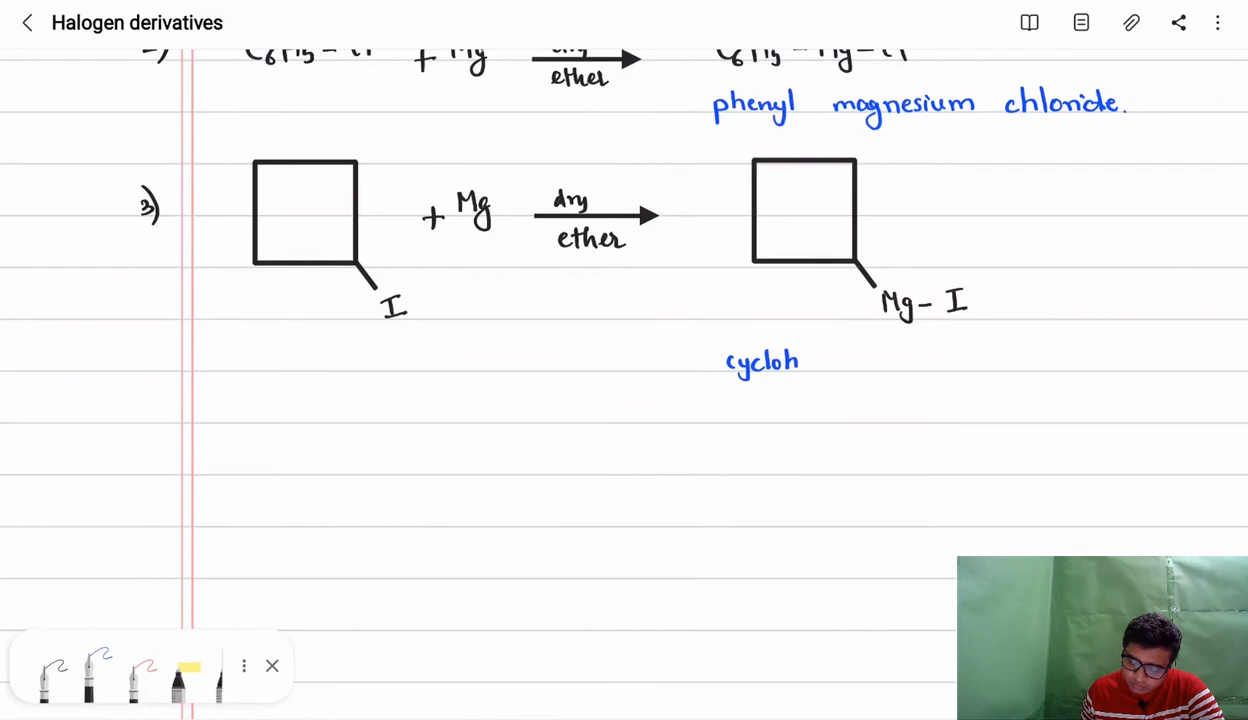 Halogen derivatives
ether
phenyl magnesium chloride.
3) + Mg dry ether
I
Mg - I
cycloh